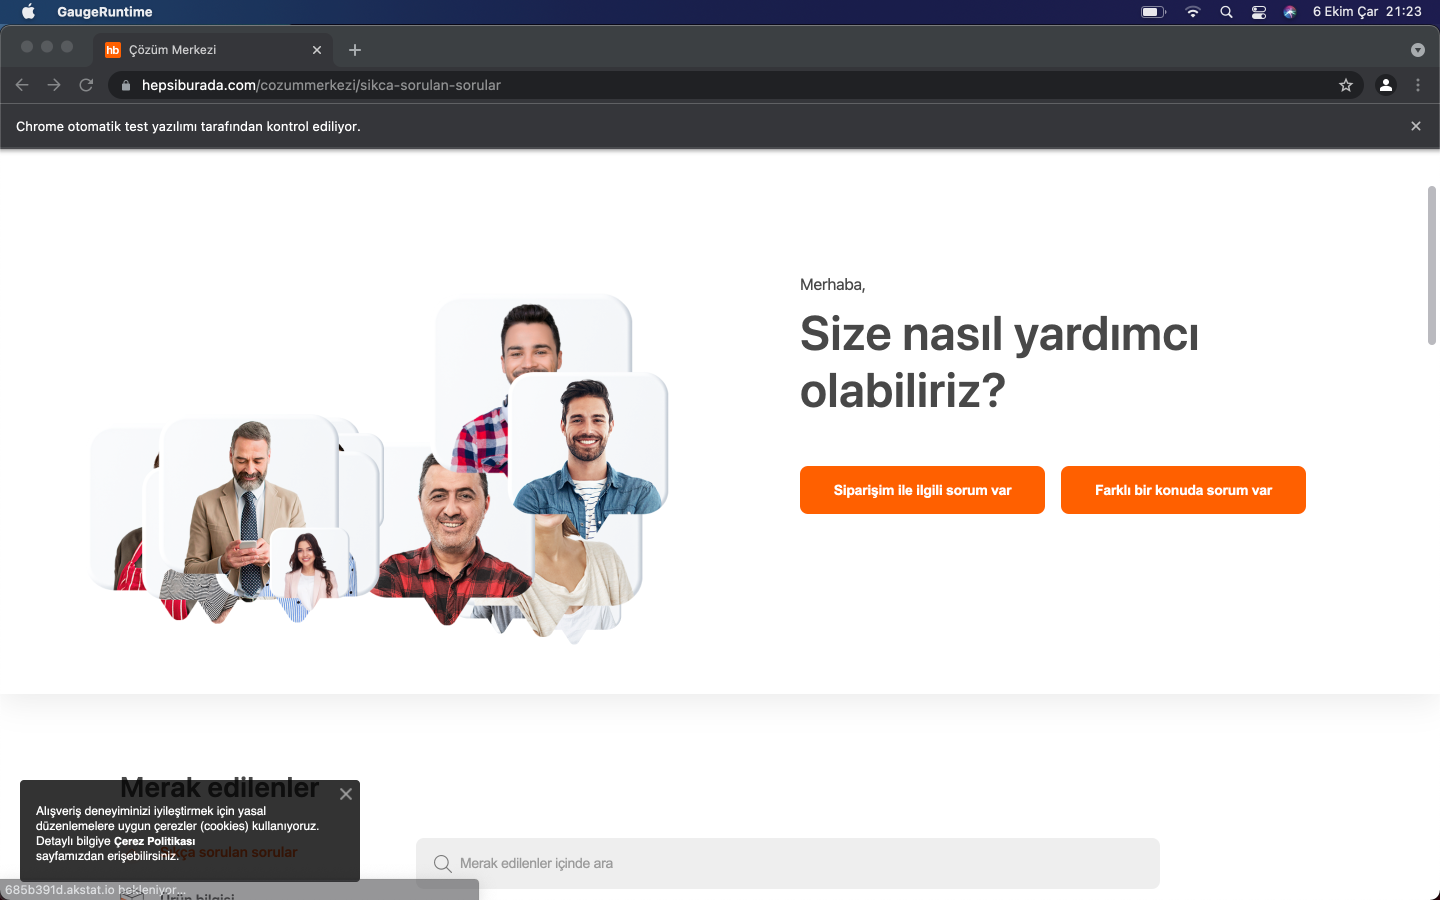 GaugeRuntime
6 Ekim Çar 21:23
hb Çözüm Merkezi
hepsiburada.com/cozummerkezi/sikca-sorulan-sorular
Chrome otomatik test yazılımı tarafından kontrol ediliyor.
Merhaba,
Size nasıl yardımcı
olabiliriz?
Siparişim ile ilgili sorum var
Farklı bir konuda sorum var
Merak edilenler
Alışveriş deneyiminizi iyileştirmek için yasal
düzenlemelere uygun çerezler (cookies) kullanıyoruz.
Detaylı bilgiye Çerez Politikası
sayfamızdan erişebilirsiniz.
Sıkça sorulan sorular
Merak edilenler içinde ara
685b391d.akstat.io bekleniyor...
Ürün bilgisi